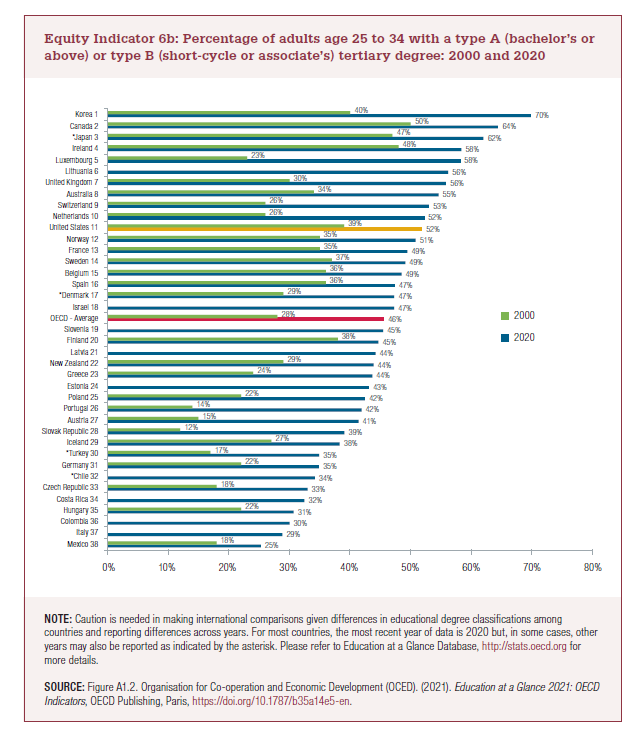 Equity Indicator 6b: Percentage of adults age 25 to 34 with a type A (bachelor's or
above) or type B (short-cycle or associate's) tertiary degree: 2000 and 2020
Korea 1 40% 70%
Canada 2 50% 64%
*Japan 3 47% 62%
Ireland 4 48% 58%
Luxembourg 5 23% 58%
Lithuania 6 56%
United Kingdom 7 30% 56%
Australia 8 34% 55%
Switzerland 9 26% 53%
Netherlands 10 26% 52%
United States 11 39% 52%
Norway 12 35% 51%
France 13 35% 49%
Sweden 14 37% 49%
Belgium 15 36% 49%
Spain 16 36% 47%
*Denmark 17 29% 47%
Israel 18 47%
OECD - Average 28% 46%
Slovenia 19 45%
Finland 20 38% 45%
Latvia 21 44%
New Zealand 22 29% 44%
Greece 23 24% 44%
Estonia 24 43%
Poland 25 22% 42%
Portugal 26 14% 42%
Austria 27 15% 41%
Slovak Republic 28 12% 39%
Iceland 29 27% 38%
*Turkey 30 17% 35%
Germany 31 22% 35%
*Chile 32 34%
Czech Republic 33 18% 33%
Costa Rica 34 32%
Hungary 35 22% 31%
Colombia 36 30%
Italy 37 29%
Mexico 38 18% 25%
2000
2020
0% 10% 20% 30% 40% 50% 60% 70% 80%
NOTE: Caution is needed in making international comparisons given differences in educational degree classifications among
countries and reporting differences across years. For most countries, the most recent year of data is 2020 but, in some cases, other
years may also be reported as indicated by the asterisk. Please refer to Education at a Glance Database, http://stats.oecd.org for
more details.
SOURCE: Figure A1.2. Organisation for Co-operation and Economic Development (OCED). (2021). Education at a Glance 2021: OECD
Indicators, OECD Publishing, Paris, https://doi.org/10.1787/b35a14e5-en.